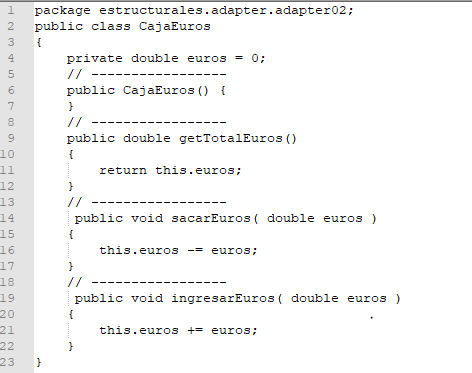 1 package estructurales.adapter.adapter02;
2 public class CajaEuros
3 {
4     private double euros = 0;
5     // -----------------
6     public CajaEuros() {
7     }
8     // -----------------
9     public double getTotalEuros()
10     {
11         return this.euros;
12     }
13     // -----------------
14      public void sacarEuros( double euros )
15     {
16         this.euros -= euros;
17     }
18     // -----------------
19      public void ingresarEuros( double euros )
20     {
21         this.euros += euros;
22     }
23 }